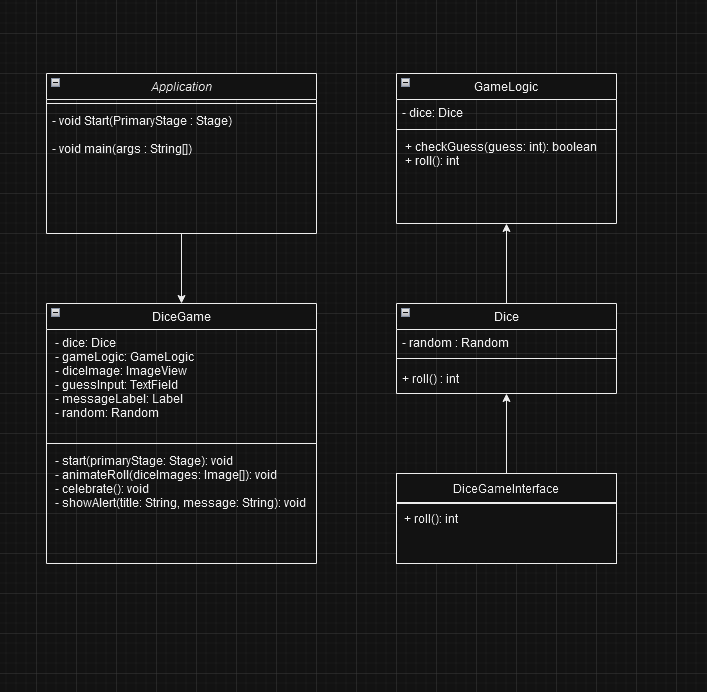 Application
- void Start(PrimaryStage : Stage)
- void main(args : String[])
GameLogic
- dice: Dice
+ checkGuess(guess: int): boolean
+ roll(): int
DiceGame
- dice: Dice
- gameLogic: GameLogic
- diceImage: ImageView
- guessInput: TextField
- messageLabel: Label
- random: Random
- start(primaryStage: Stage): void
- animateRoll(diceImages: Image[]): void
- celebrate(): void
- showAlert(title: String, message: String): void
Dice
- random : Random
+ roll() : int
DiceGameInterface
+ roll(): int